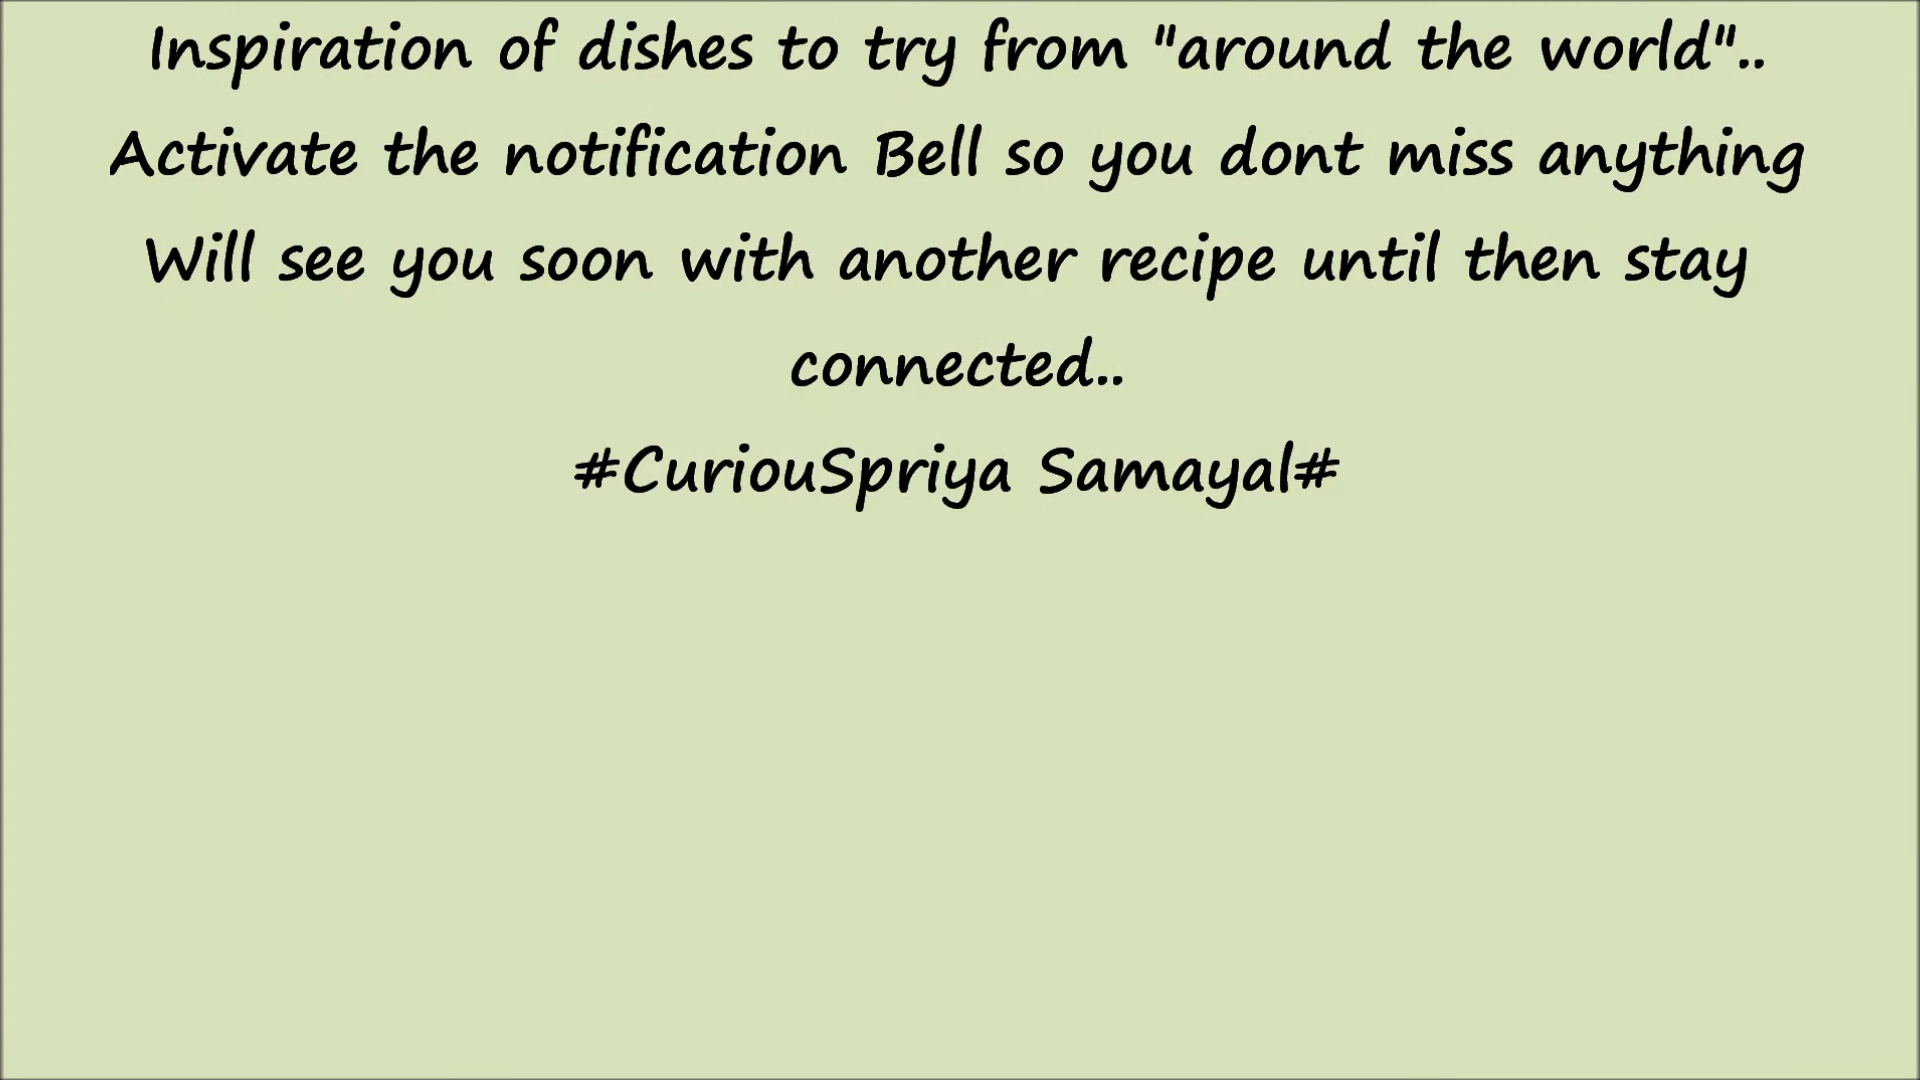 Inspiration of dishes to try from "around the world"..
Activate the notification Bell so you dont miss anything
Will see you soon with another recipe until then stay
connected..
#CuriouSpriya Samayal#